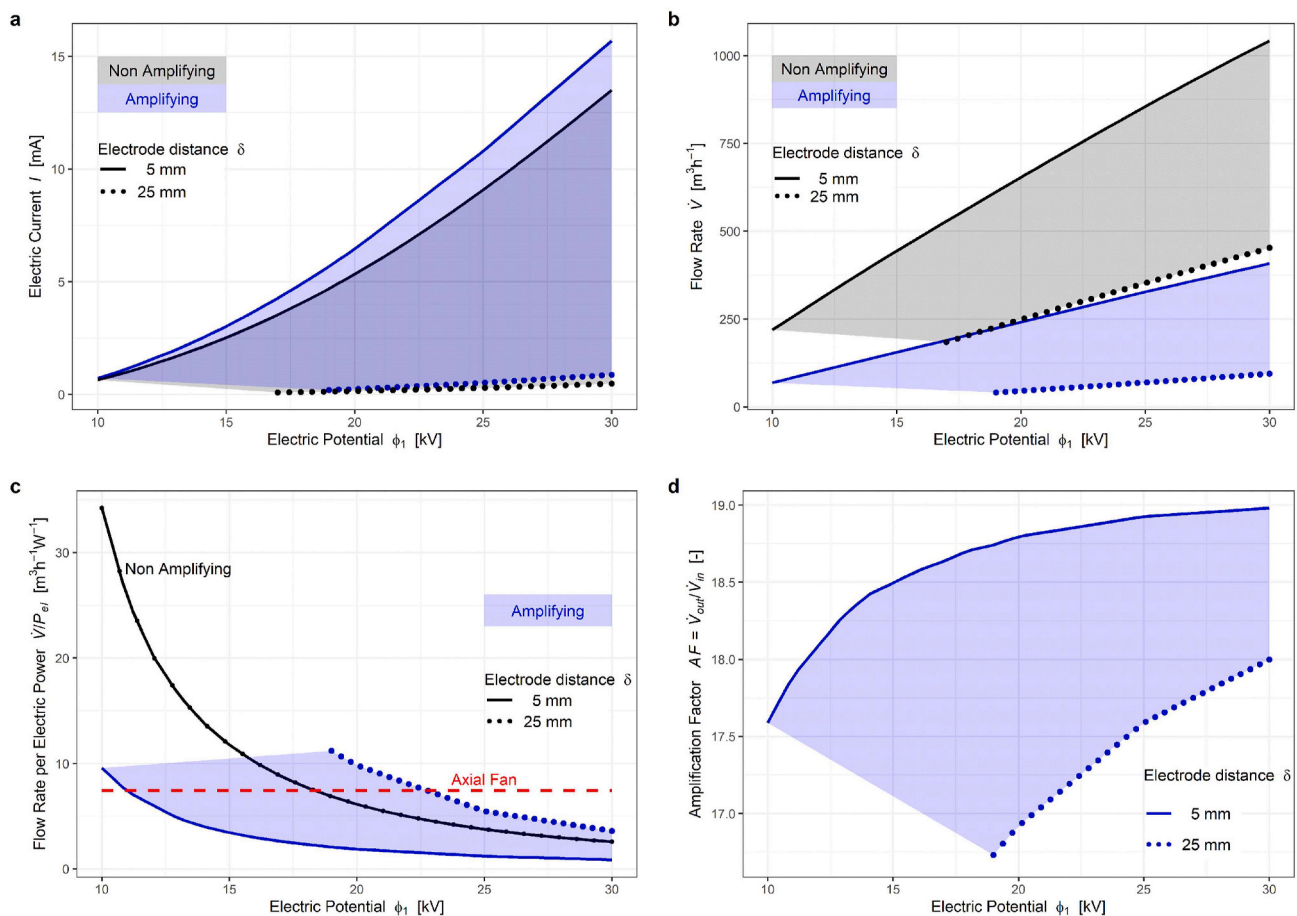 a
Electric Current I [mA]
15
10
5
0
10
15
20
25
30
Electric Potential ϕ₁ [kV]
Non Amplifying
Amplifying
Electrode distance δ
5 mm
25 mm
b
Flow Rate V̇ [m³h⁻¹]
1000
750
500
250
0
10
15
20
25
30
Electric Potential ϕ₁ [kV]
Non Amplifying
Amplifying
Electrode distance δ
5 mm
25 mm
c
Flow Rate per Electric Power V̇/Pₑₗ [m³h⁻¹W⁻¹]
30
20
10
0
10
15
20
25
30
Electric Potential ϕ₁ [kV]
Non Amplifying
Amplifying
Electrode distance δ
5 mm
25 mm
Axial Fan
d
Amplification Factor AF = V̇out/V̇in [-]
19.0
18.5
18.0
17.5
17.0
10
15
20
25
30
Electric Potential ϕ₁ [kV]
Electrode distance δ
5 mm
25 mm